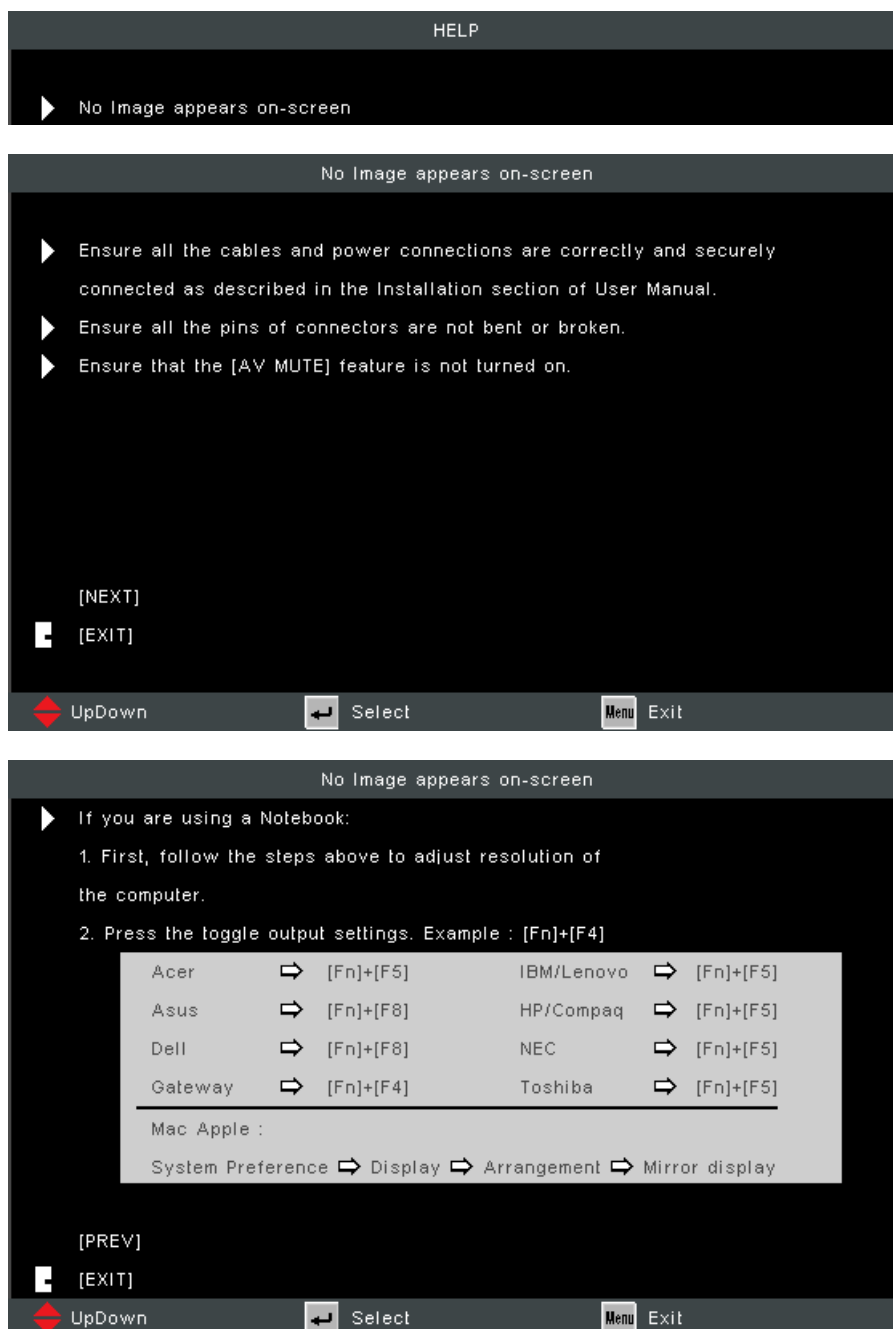 HELP
No Image appears on-screen
No Image appears on-screen
Ensure all the cables and power connections are correctly and securely
connected as described in the Installation section of User Manual.
Ensure all the pins of connectors are not bent or broken.
Ensure that the [AV MUTE] feature is not turned on.
[NEXT]
[EXIT]
UpDown Select Menu Exit
No Image appears on-screen
If you are using a Notebook:
1. First, follow the steps above to adjust resolution of
the computer.
2. Press the toggle output settings. Example : [Fn]+[F4]
Acer ⇨ [Fn]+[F5] IBM/Lenovo ⇨ [Fn]+[F5]
Asus ⇨ [Fn]+[F8] HP/Compaq ⇨ [Fn]+[F5]
Dell ⇨ [Fn]+[F8] NEC ⇨ [Fn]+[F5]
Gateway ⇨ [Fn]+[F4] Toshiba ⇨ [Fn]+[F5]
Mac Apple :
System Preference ⇨ Display ⇨ Arrangement ⇨ Mirror display
[PREV]
[EXIT]
UpDown Select Menu Exit